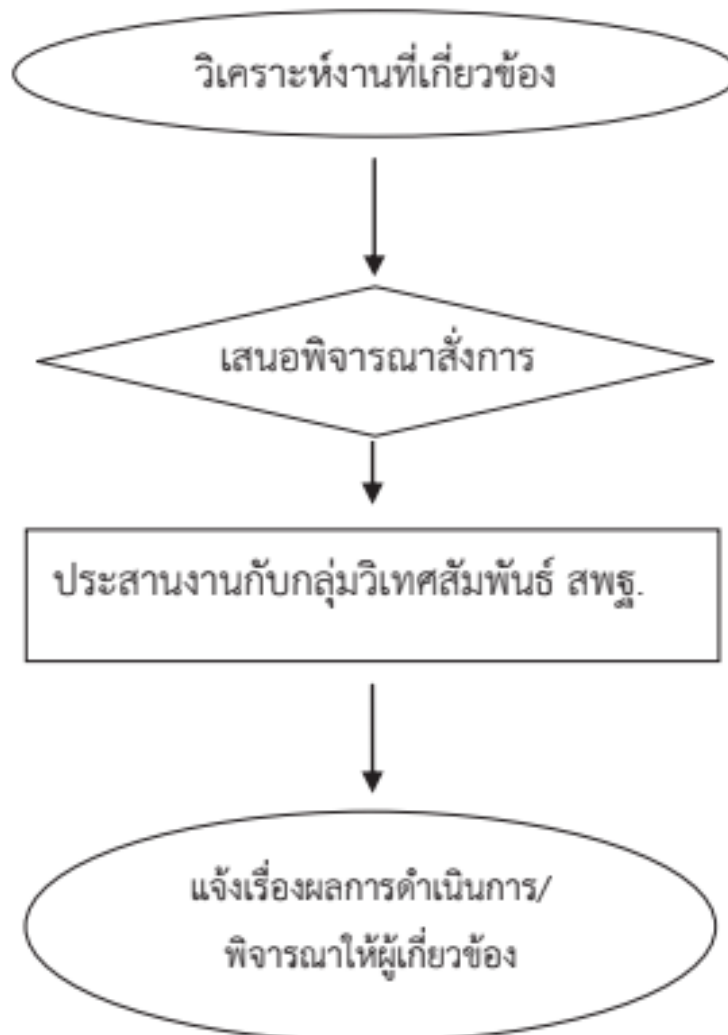 วิเคราะห์งานที่เกี่ยวข้อง
เสนอพิจารณาสั่งการ
ประสานงานกับกลุ่มวิเทศสัมพันธ์ สพฐ.
แจ้งเรื่องผลการดำเนินการ/
พิจารณาให้ผู้เกี่ยวข้อง